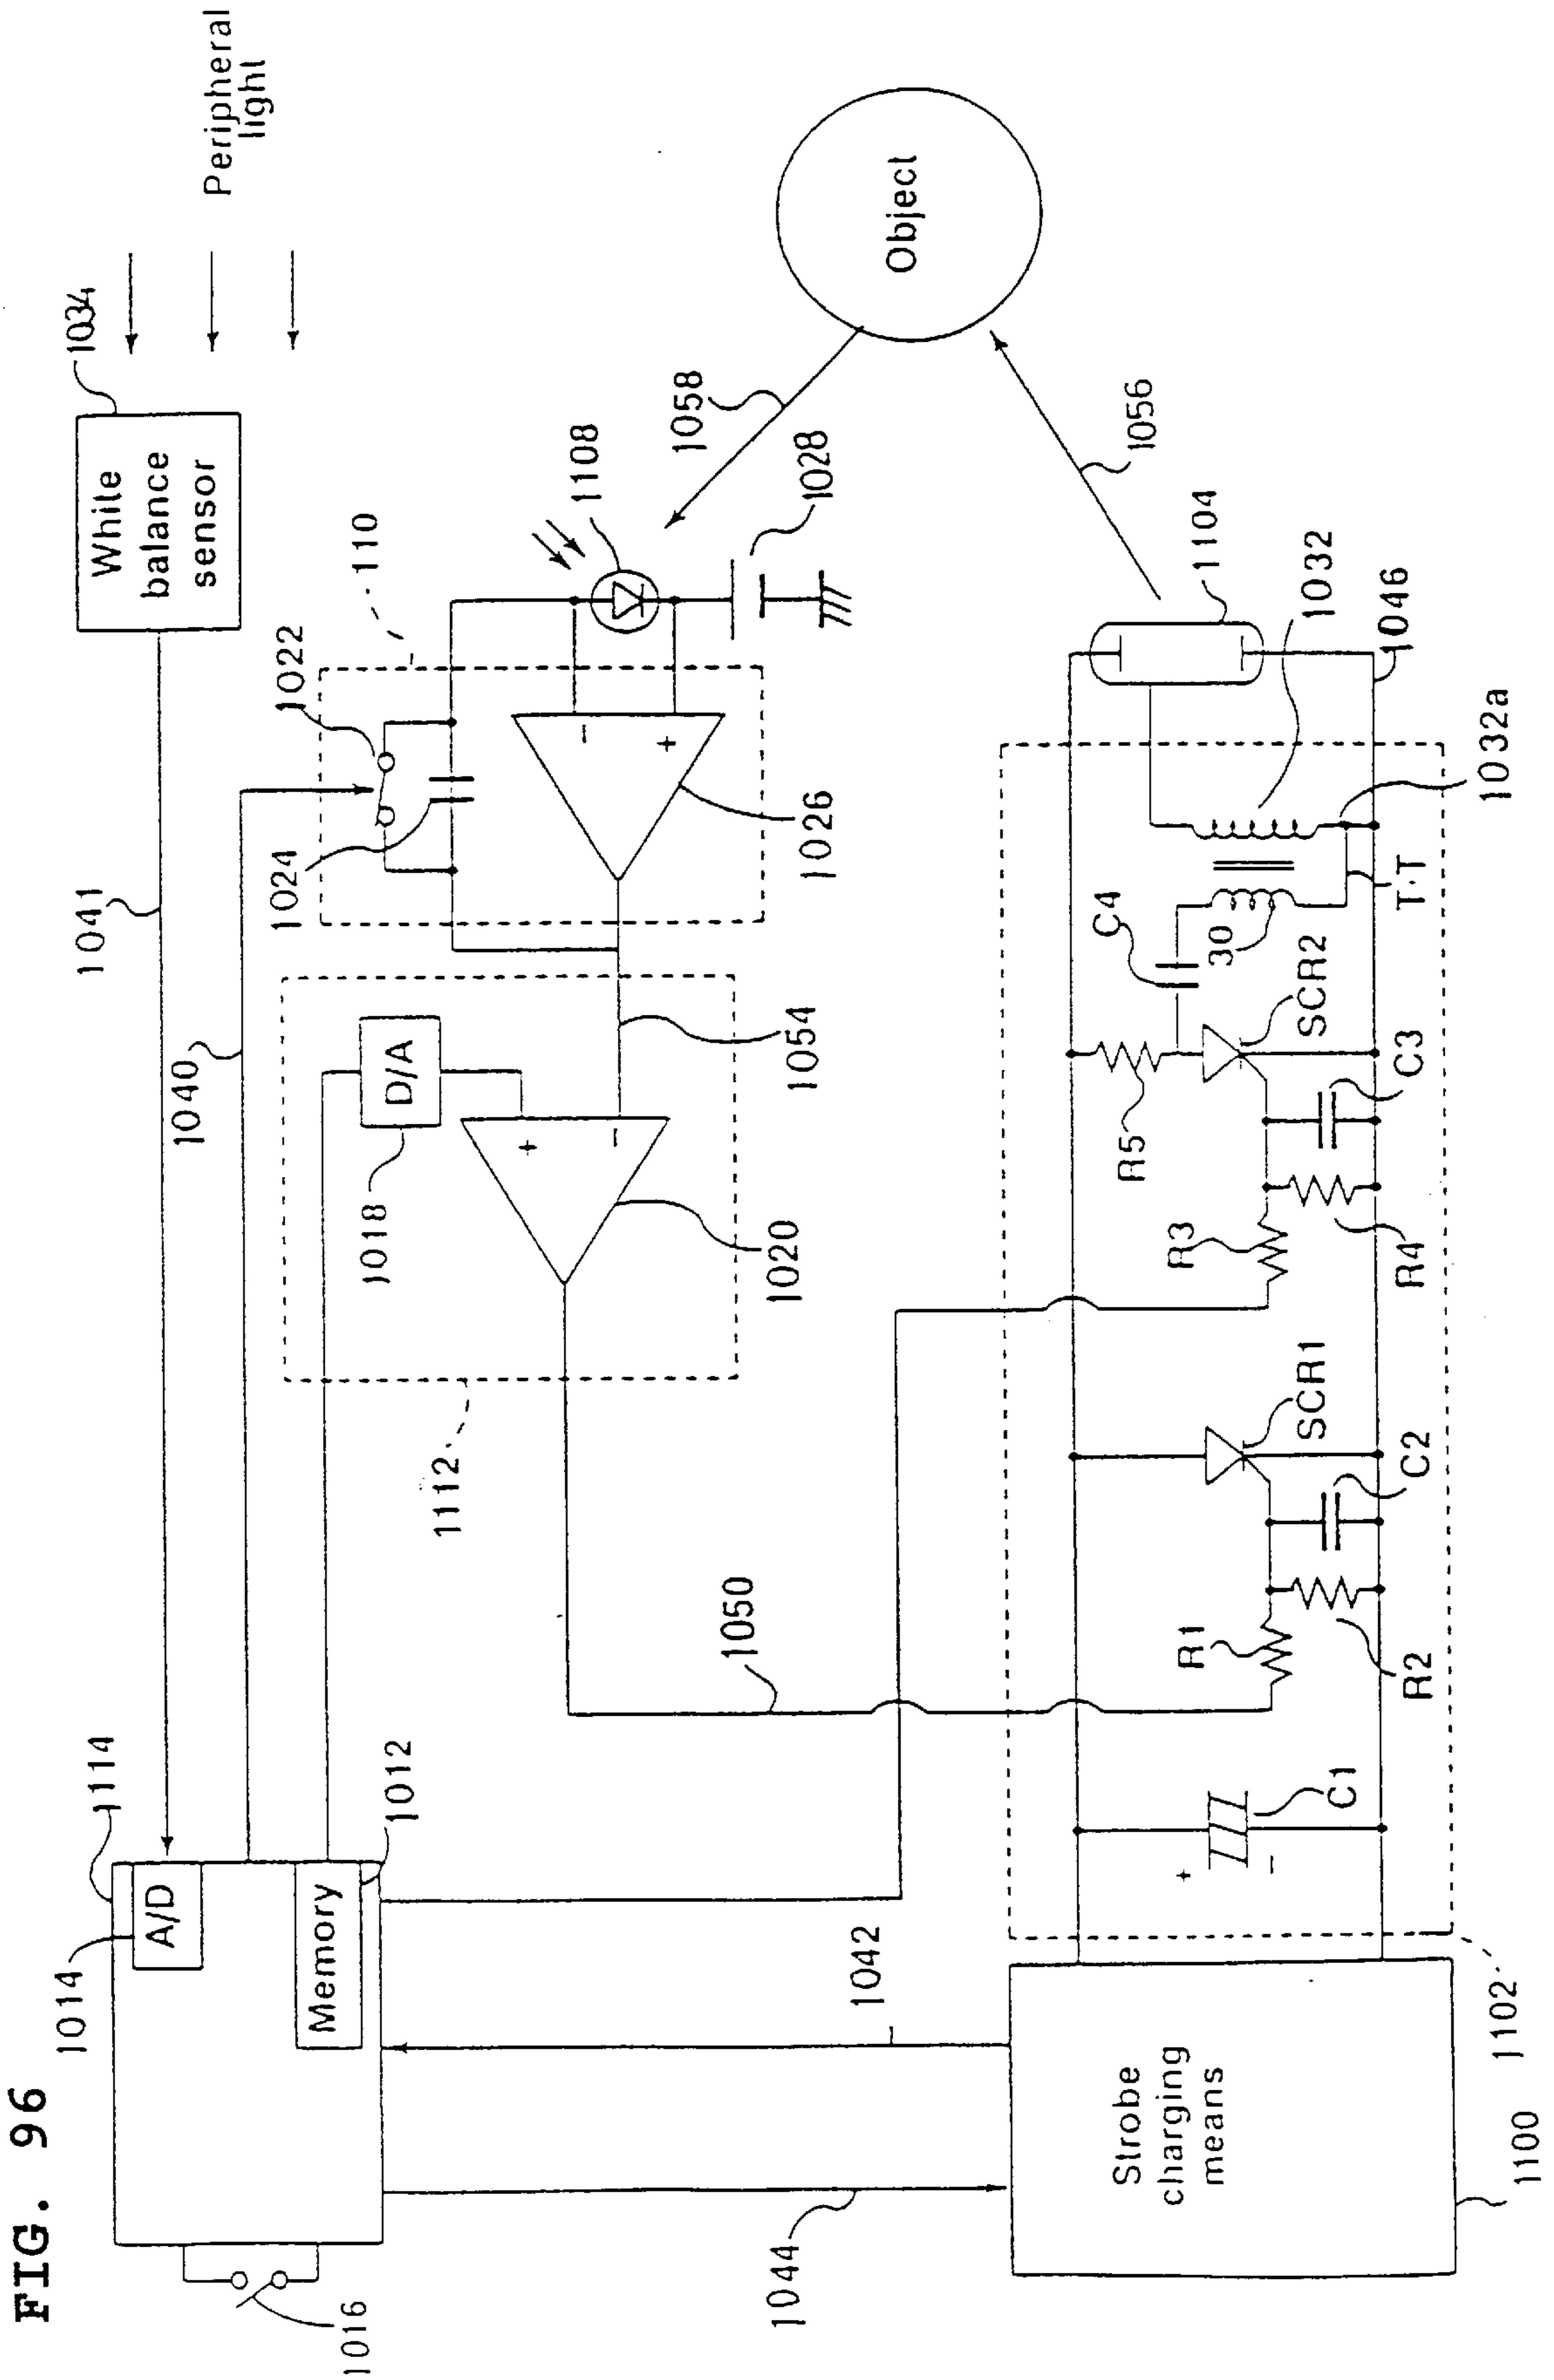 FIG. 96
1016
1014
A/D
1114
Memory
1012
1044
1042
Strobe
charging
means
1100
1102
1041
1040
White
balance
sensor
1034
Peripheral
light
1112
1018
D/A
+
−
1020
1054
1050
1024
1022
110
−
+
1026
1108
1028
1058
Object
1056
1104
1032
1046
1032a
T·T
30
C4
SCR2
C3
R5
R3
R4
SCR1
C2
R1
R2
+
−
C1